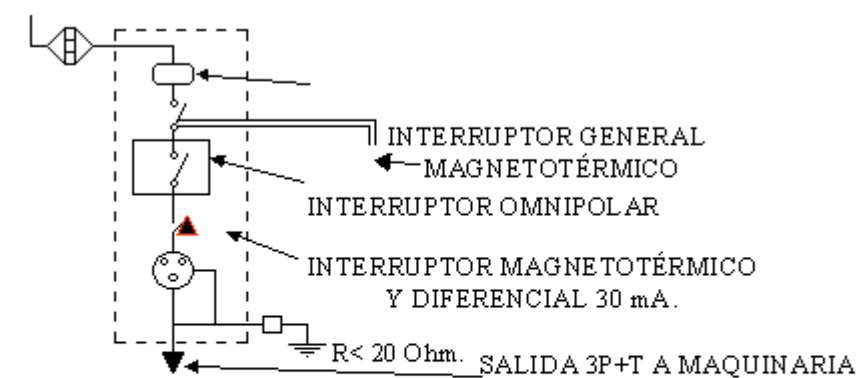 INTERRUPTOR GENERAL
MAGNETOTÉRMICO
INTERRUPTOR OMNIPOLAR
INTERRUPTOR MAGNETOTÉRMICO
Y DIFERENCIAL 30 mA.
R< 20 Ohm.
SALIDA 3P+T A MAQUINARIA